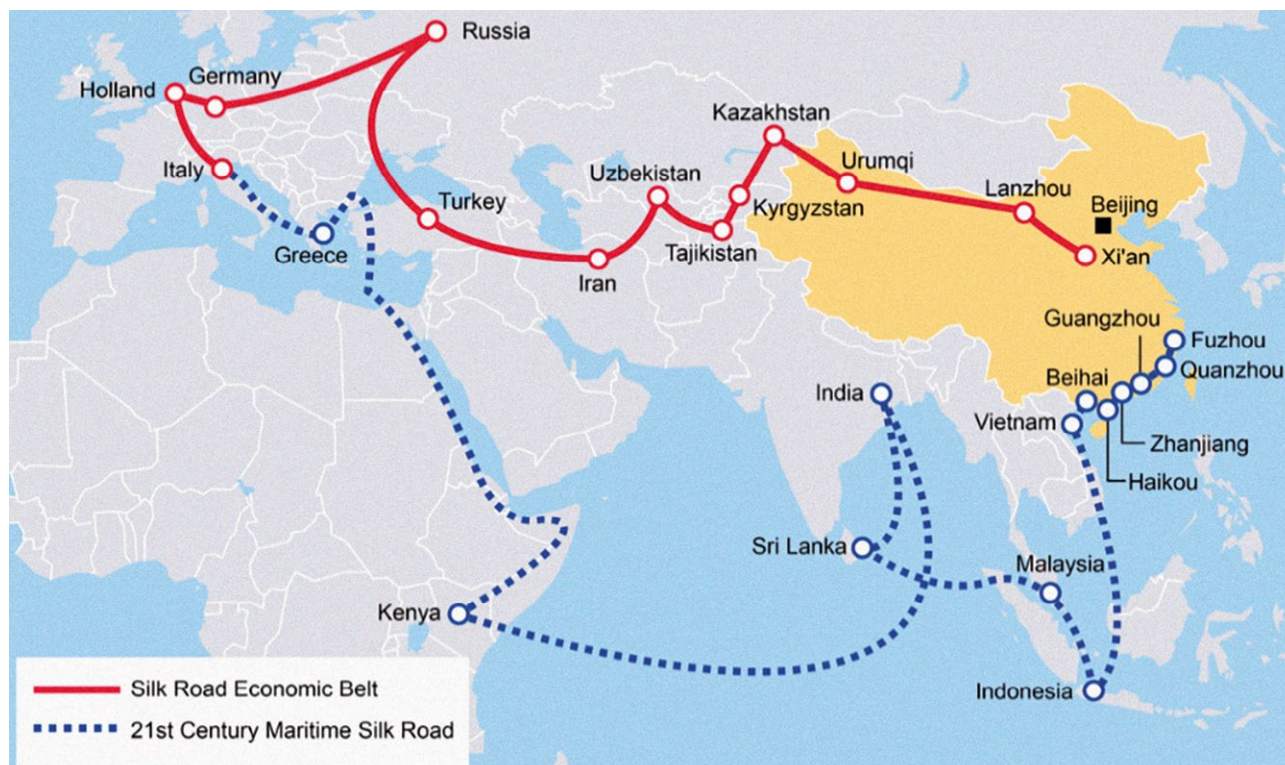 Russia
Germany
Holland
Kazakhstan
Italy
Urumqi
Uzbekistan
Lanzhou
Kyrgyzstan
Beijing
Turkey
Tajikistan
Greece
Xi'an
Iran
Guangzhou
Fuzhou
Quanzhou
Beihai
India
Vietnam
Zhanjiang
Haikou
Sri Lanka
Malaysia
Kenya
Indonesia
Silk Road Economic Belt
21st Century Maritime Silk Road